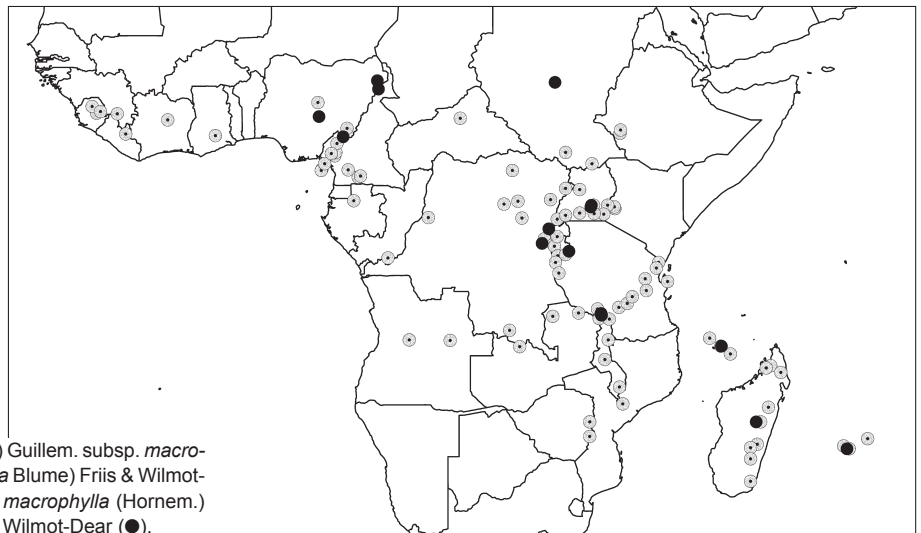 ) Guillem. subsp. macro-
a Blume) Friis & Wilmot-
macrophylla (Hornem.)
Wilmot-Dear (●).